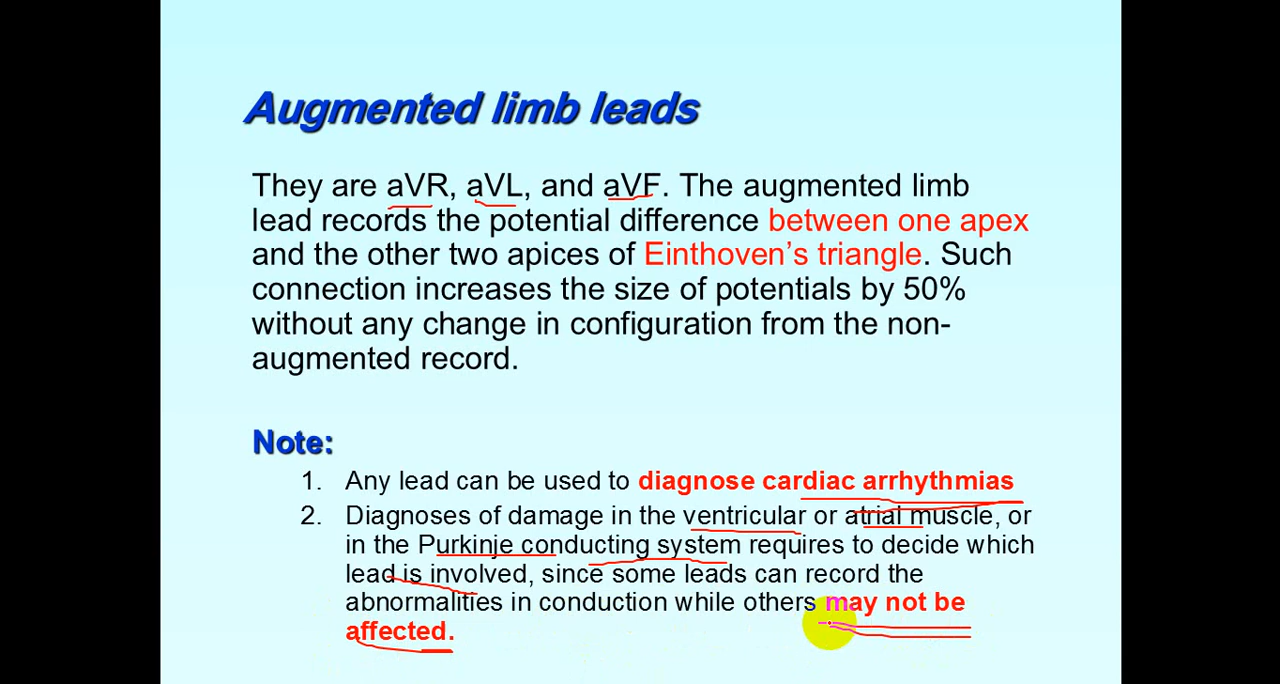 Augmented limb leads
They are aVR, aVL, and aVF. The augmented limb
lead records the potential difference between one apex
and the other two apices of Einthoven’s triangle. Such
connection increases the size of potentials by 50%
without any change in configuration from the non-
augmented record.
Note:
1. Any lead can be used to diagnose cardiac arrhythmias
2. Diagnoses of damage in the ventricular or atrial muscle, or
in the Purkinje conducting system requires to decide which
lead is involved, since some leads can record the
abnormalities in conduction while others may not be
affected.